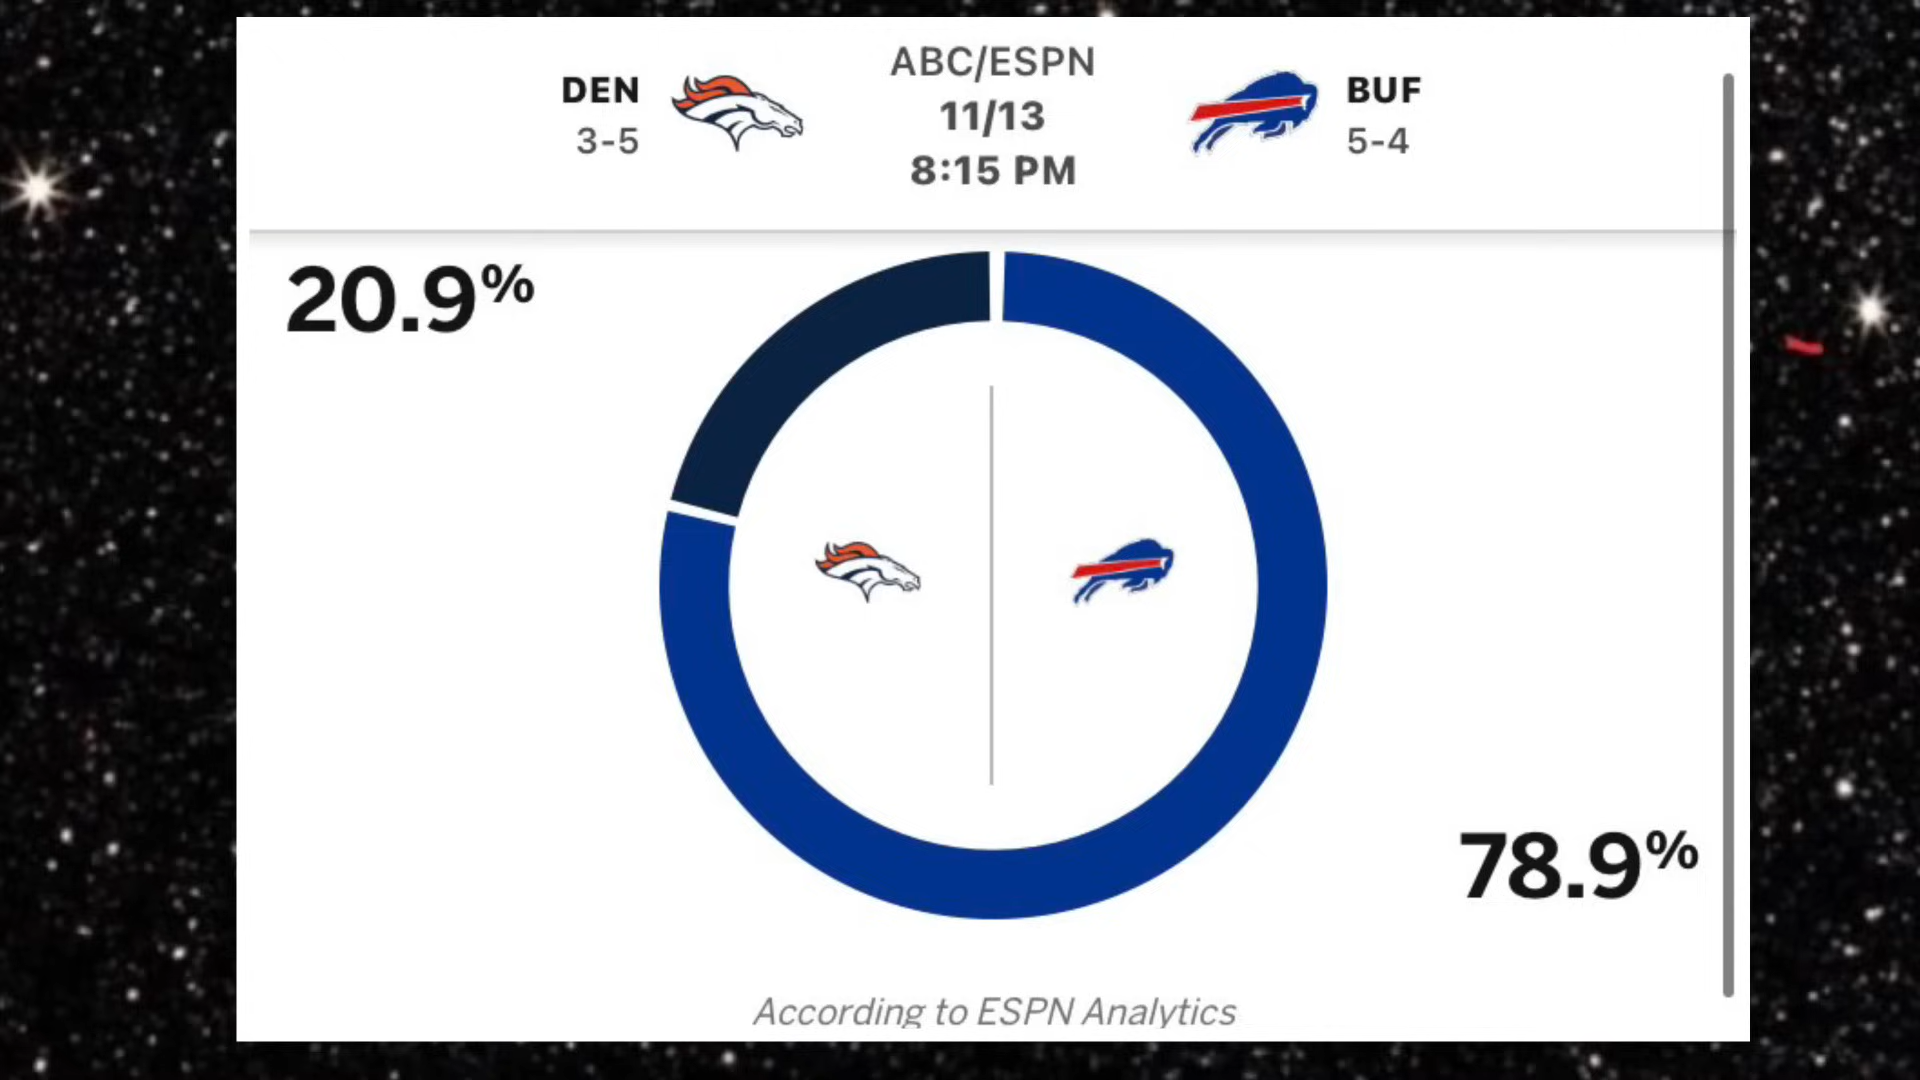 ABC/ESPN
DEN
11/13
BUF
3-5
5-4
8:15 PM
20.9%
78.9%
According to ESPN Analytics